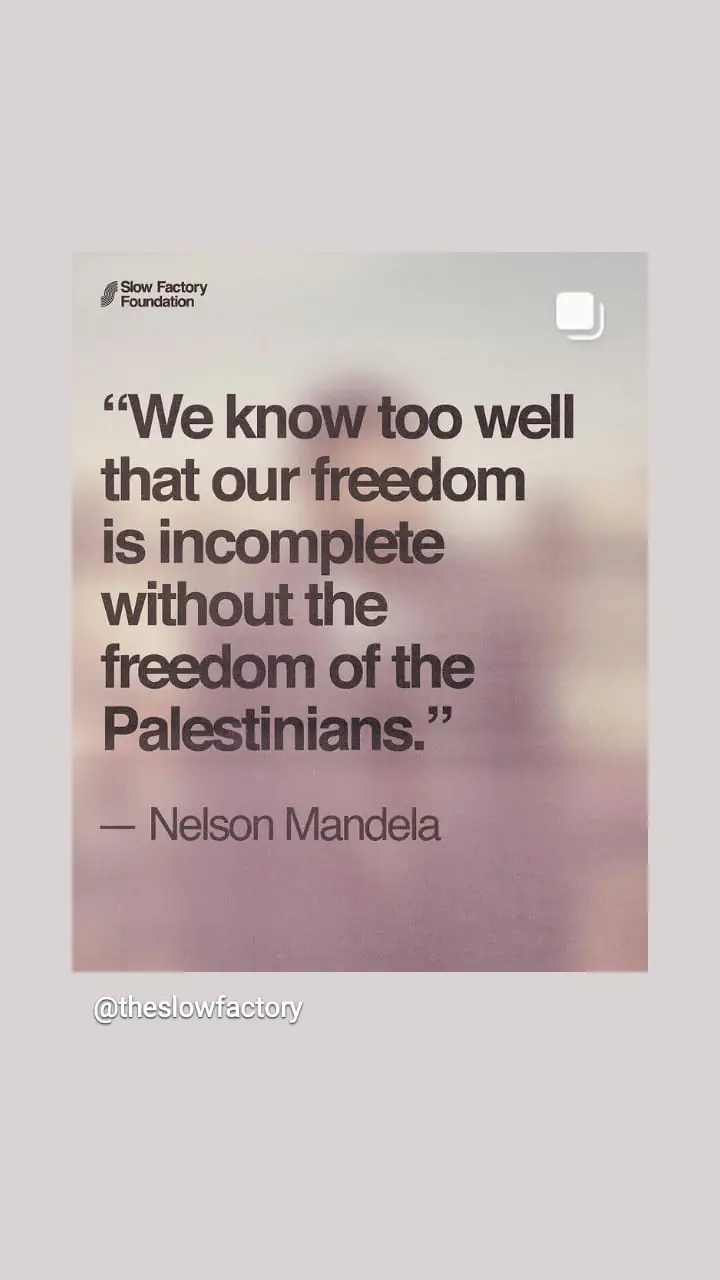 Slow Factory
Foundation
“We know too well
that our freedom
is incomplete
without the
freedom of the
Palestinians.”
— Nelson Mandela
@theslowfactory